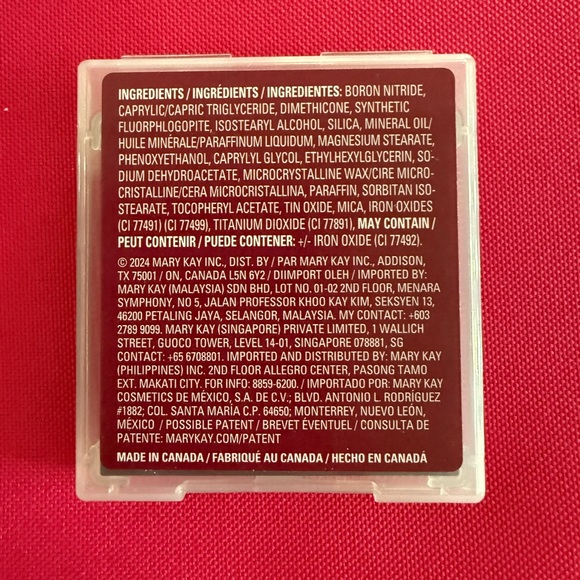 INGREDIENTS / INGRÉDIENTS / INGREDIENTES: BORON NITRIDE,
CAPRYLIC/CAPRIC TRIGLYCERIDE, DIMETHICONE, SYNTHETIC
FLUORPHLOGOPITE, ISOSTEARYL ALCOHOL, SILICA, MINERAL OIL/
HUILE MINÉRALE/PARAFFINUM LIQUIDUM, MAGNESIUM STEARATE,
PHENOXYETHANOL, CAPRYLYL GLYCOL, ETHYLHEXYLGLYCERIN, SO-
DIUM DEHYDROACETATE, MICROCRYSTALLINE WAX/CIRE MICRO-
CRISTALLINE/CERA MICROCRISTALLINA, PARAFFIN, SORBITAN ISO-
STEARATE, TOCOPHERYL ACETATE, TIN OXIDE, MICA, IRON OXIDES
(CI 77491) (CI 77499), TITANIUM DIOXIDE (CI 77891), MAY CONTAIN /
PEUT CONTENIR / PUEDE CONTENER: +/- IRON OXIDE (CI 77492).
© 2024 MARY KAY INC., DIST. BY / PAR MARY KAY INC., ADDISON,
TX 75001 / ON, CANADA L5N 6Y2 / DIIMPORT OLEH / IMPORTED BY:
MARY KAY (MALAYSIA) SDN BHD, LOT NO. 01-02 2ND FLOOR, MENARA
SYMPHONY, NO 5, JALAN PROFESSOR KHOO KAY KIM, SEKSYEN 13,
46200 PETALING JAYA, SELANGOR, MALAYSIA. MY CONTACT: +603
2789 9099. MARY KAY (SINGAPORE) PRIVATE LIMITED, 1 WALLICH
STREET, GUOCO TOWER, LEVEL 14-01, SINGAPORE 078881, SG
CONTACT: +65 6708801. IMPORTED AND DISTRIBUTED BY: MARY KAY
(PHILIPPINES) INC. 2ND FLOOR ALLEGRO CENTER, PASONG TAMO
EXT. MAKATI CITY. FOR INFO: 8859-6200. / IMPORTADO POR: MARY KAY
COSMETICS DE MÉXICO, S.A. DE C.V.; BLVD. ANTONIO L. RODRÍGUEZ
#1882; COL. SANTA MARÍA C.P. 64650; MONTERREY, NUEVO LEÓN,
MÉXICO / POSSIBLE PATENT / BREVET ÉVENTUEL / CONSULTA DE
PATENTE: MARYKAY.COM/PATENT
MADE IN CANADA / FABRIQUÉ AU CANADA / HECHO EN CANADÁ